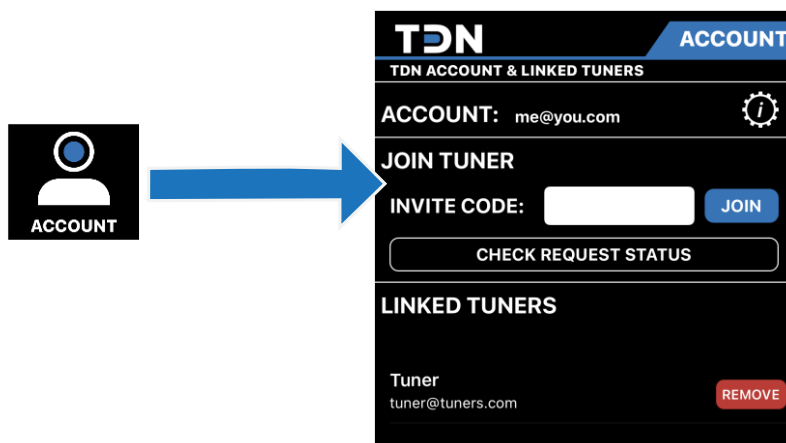 ACCOUNT
TDN
ACCOUNT
TDN ACCOUNT & LINKED TUNERS
ACCOUNT: me@you.com
i
JOIN TUNER
INVITE CODE:
JOIN
CHECK REQUEST STATUS
LINKED TUNERS
Tuner
tuner@tuners.com
REMOVE